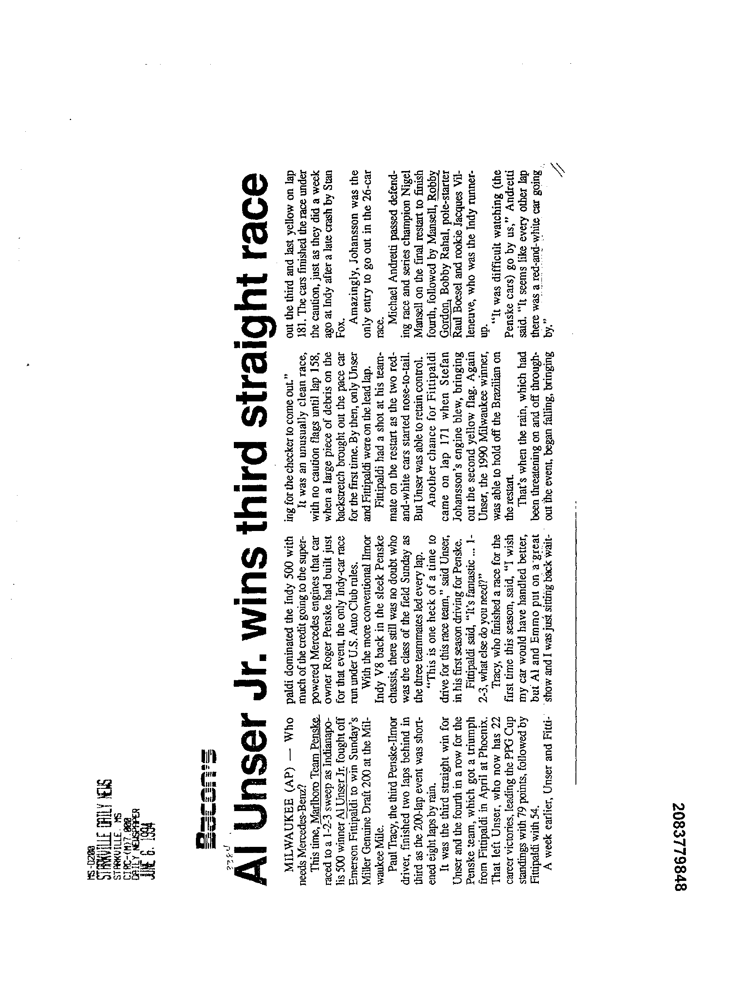 MS-D200
STARKVILLE DAILY NEWS
STARKVILLE, MS
DAILY NEWSPAPER
JUNE 6, 1994
Bacon's
Al Unser Jr. wins third straight race
MILWAUKEE (AP) — Who
needs Mercedes-Benz?
This time, Marlboro Team Penske
raced to a 1-2-3 sweep as Indianapo-
lis 500 winner Al Unser Jr. fought off
Emerson Fittipaldi to win Sunday's
Miller Genuine Draft 200 at the Mil-
waukee Mile.
Paul Tracy, the third Penske-Ilmor
driver, finished two laps behind in
third as the 200-lap event was short-
ened eight laps by rain.
It was the third straight win for
Unser and the fourth in a row for the
Penske team, which got a triumph
from Fittipaldi in April at Phoenix.
That left Unser, who now has 22
career victories, leading the PPG Cup
standings with 79 points, followed by
Fittipaldi with 54.
A week earlier, Unser and Fitti-
paldi dominated the Indy 500 with
much of the credit going to the super-
powered Mercedes engines that car
owner Roger Penske had built just
for that event, the only Indy-car race
run under U.S. Auto Club rules.
With the more conventional Ilmor
Indy V8 back in the sleek Penske
chassis, there still was no doubt who
was the class of the field Sunday as
the three teammates led every lap.
"This is one heck of a time to
drive for this race team," said Unser,
in his first season driving for Penske.
Fittipaldi said, "It's fantastic ... 1-
2-3, what else do you need?"
Tracy, who finished a race for the
first time this season, said, "I wish
my car would have handled better,
but Al and Emmo put on a great
show and I was just sitting back wait-
ing for the checker to come out."
It was an unusually clean race,
with no caution flags until lap 158,
when a large piece of debris on the
backstretch brought out the pace car
for the first time. By then, only Unser
and Fittipaldi were on the lead lap.
Fittipaldi had a shot at his team-
mate on the restart as the two red-
and-white cars started nose-to-tail.
But Unser was able to retain control.
Another chance for Fittipaldi
came on lap 171 when Stefan
Johansson's engine blew, bringing
out the second yellow flag. Again
Unser, the 1990 Milwaukee winner,
was able to hold off the Brazilian on
the restart.
That's when the rain, which had
been threatening on and off through-
out the event, began falling, bringing
out the third and last yellow on lap
181. The cars finished the race under
the caution, just as they did a week
ago at Indy after a late crash by Stan
Fox.
Amazingly, Johansson was the
only entry to go out in the 26-car
race.
Michael Andretti passed defend-
ing race and series champion Nigel
Mansell on the final restart to finish
fourth, followed by Mansell, Robby
Gordon, Bobby Rahal, pole-starter
Raul Boesel and rookie Jacques Vil-
leneuve, who was the Indy runner-
up.
"It was difficult watching (the
Penske cars) go by us," Andretti
said. "It seems like every other lap
there was a red-and-white car going
by."
2083779848